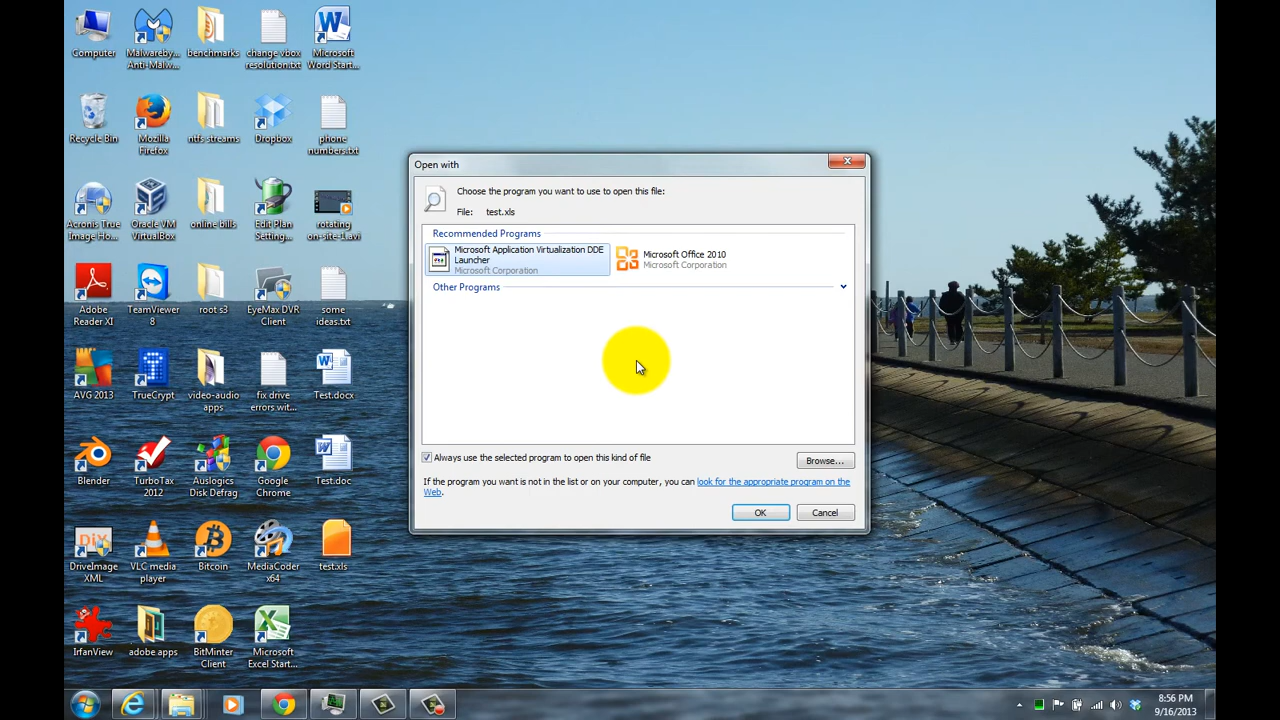 Computer
Malwareby...
Anti-Malw...
benchmarks
change vbox
resolution.txt
Microsoft
Word Start...
Recycle Bin
Mozilla
Firefox
ntfs streams
Dropbox
phone
numbers.txt
Acronis True
Image Ho...
Oracle VM
VirtualBox
online bills
Edit Plan
Setting...
rotating
on-site-1.avi
Adobe
Reader XI
TeamViewer
8
root s3
EyeMax DVR
Client
some
ideas.txt
AVG 2013
TrueCrypt
video-audio
apps
fix drive
errors wit...
Test.docx
Blender
TurboTax
2012
Auslogics
Disk Defrag
Google
Chrome
Test.doc
DriveImage
XML
VLC media
player
Bitcoin
MediaCoder
x64
test.xls
IrfanView
adobe apps
BitMinter
Client
Microsoft
Excel Start...
Open with
Choose the program you want to use to open this file:
File: test.xls
Recommended Programs
Microsoft Application Virtualization DDE
Launcher
Microsoft Corporation
Microsoft Office 2010
Microsoft Corporation
Other Programs
Always use the selected program to open this kind of file
Browse...
If the program you want is not in the list or on your computer, you can look for the appropriate program on the
Web.
OK
Cancel
8:56 PM
9/16/2013